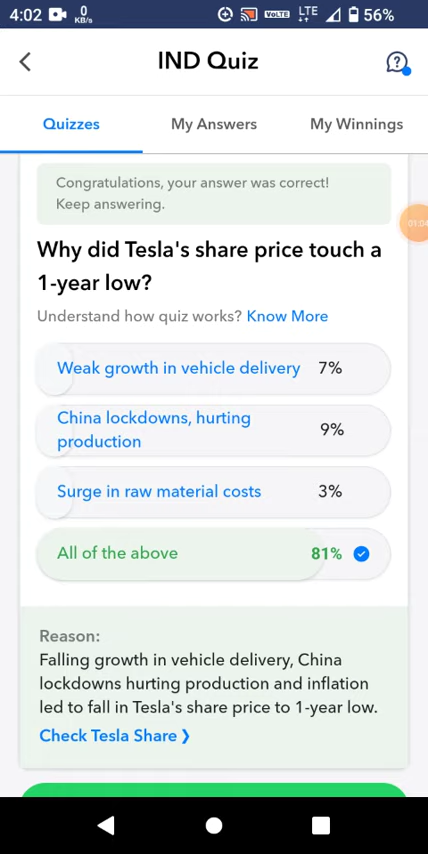 4:02 0 KB/s VoLTE LTE 56%
IND Quiz
Quizzes My Answers My Winnings
Congratulations, your answer was correct!
Keep answering.
01:04
Why did Tesla's share price touch a
1-year low?
Understand how quiz works? Know More
Weak growth in vehicle delivery 7%
China lockdowns, hurting
production 9%
Surge in raw material costs 3%
All of the above 81%
Reason:
Falling growth in vehicle delivery, China
lockdowns hurting production and inflation
led to fall in Tesla's share price to 1-year low.
Check Tesla Share ❯